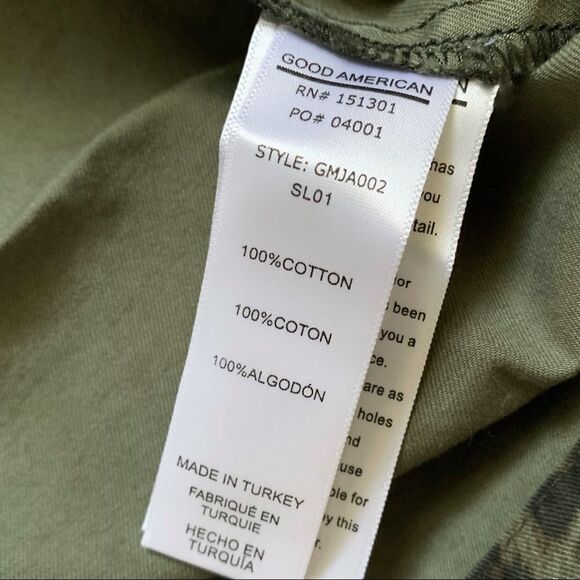 GOOD AMERICAN
RN# 151301
PO# 04001
STYLE: GMJA002
SL01
100%COTTON
100%COTON
100%ALGODÓN
MADE IN TURKEY
FABRIQUÉ EN
TURQUIE
HECHO EN
TURQUÍA
N
has
you
tail.
or
been
you a
ce.
are as
holes
nd
use
ble for
y this
r.